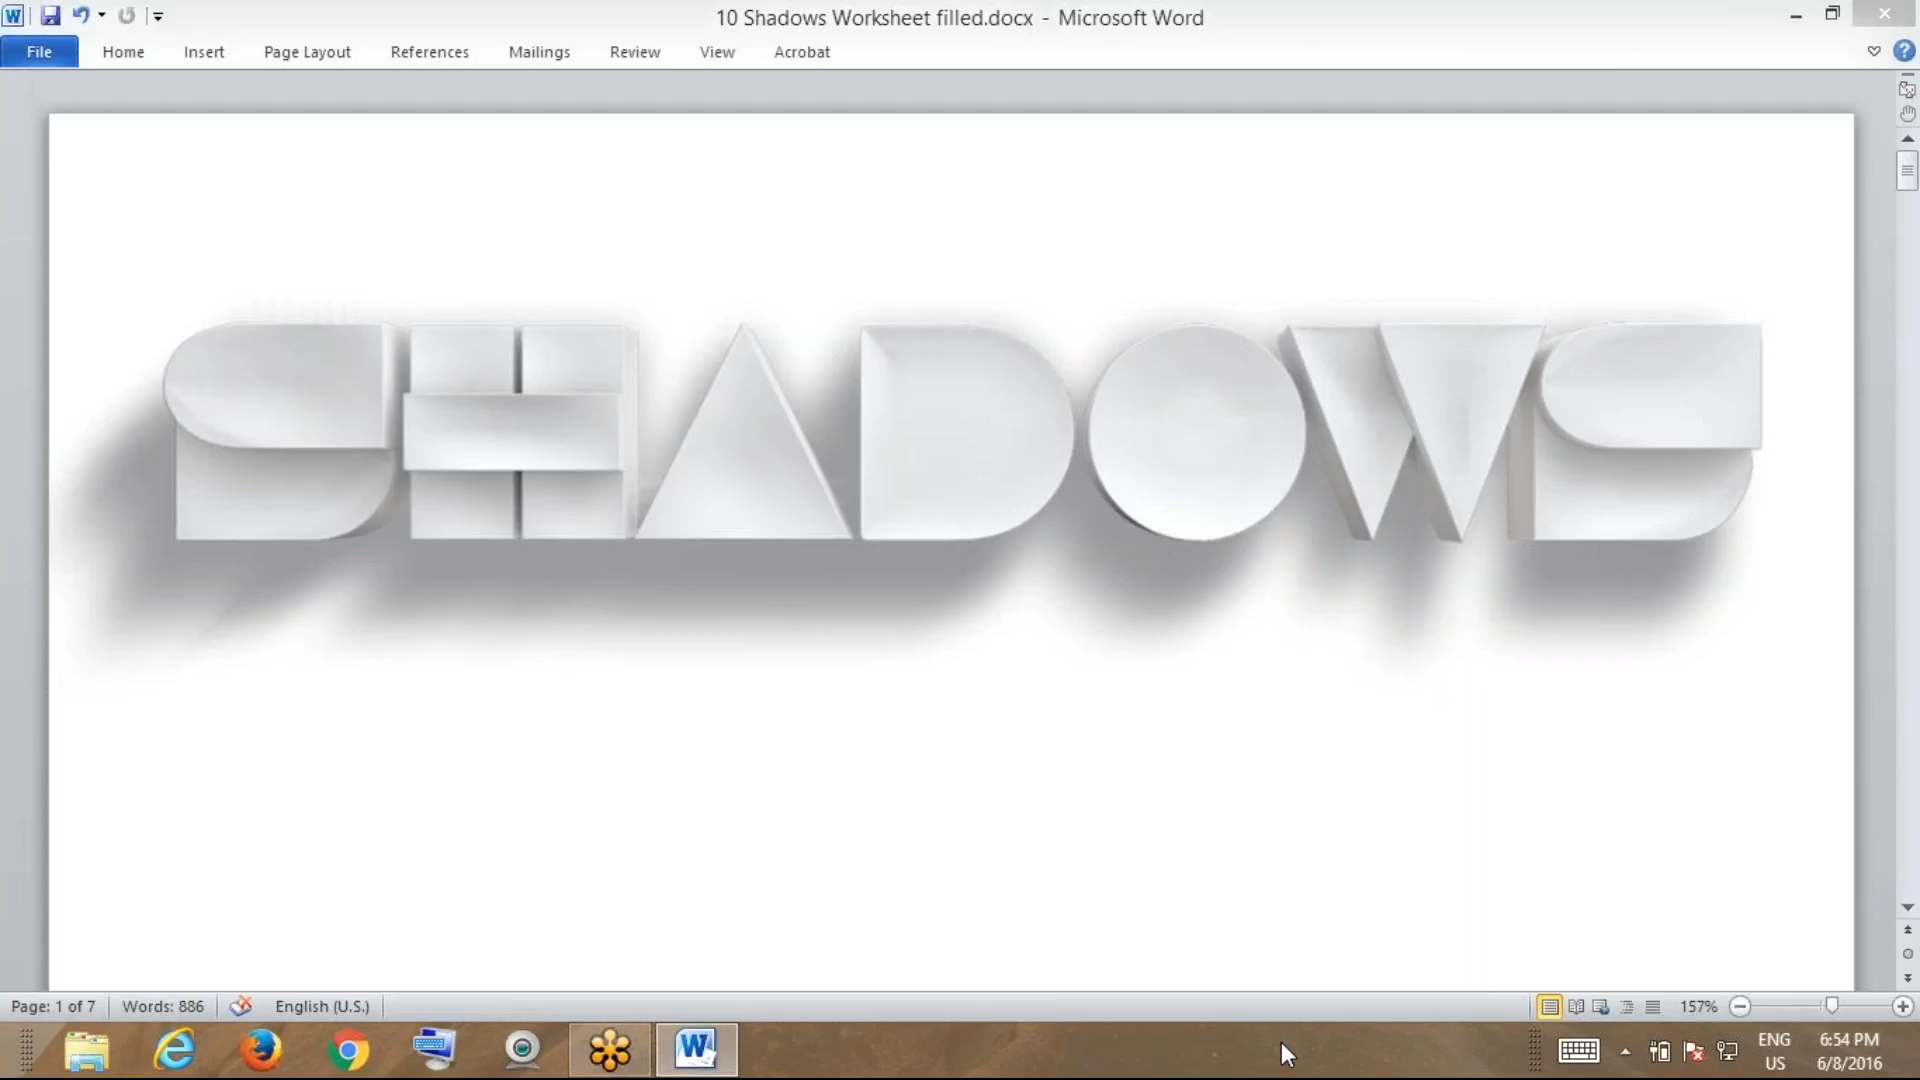 10 Shadows Worksheet filled.docx - Microsoft Word
File Home Insert Page Layout References Mailings Review View Acrobat
SHADOWS
Page: 1 of 7 Words: 886 English (U.S.) 157%
ENG 6:54 PM
US 6/8/2016